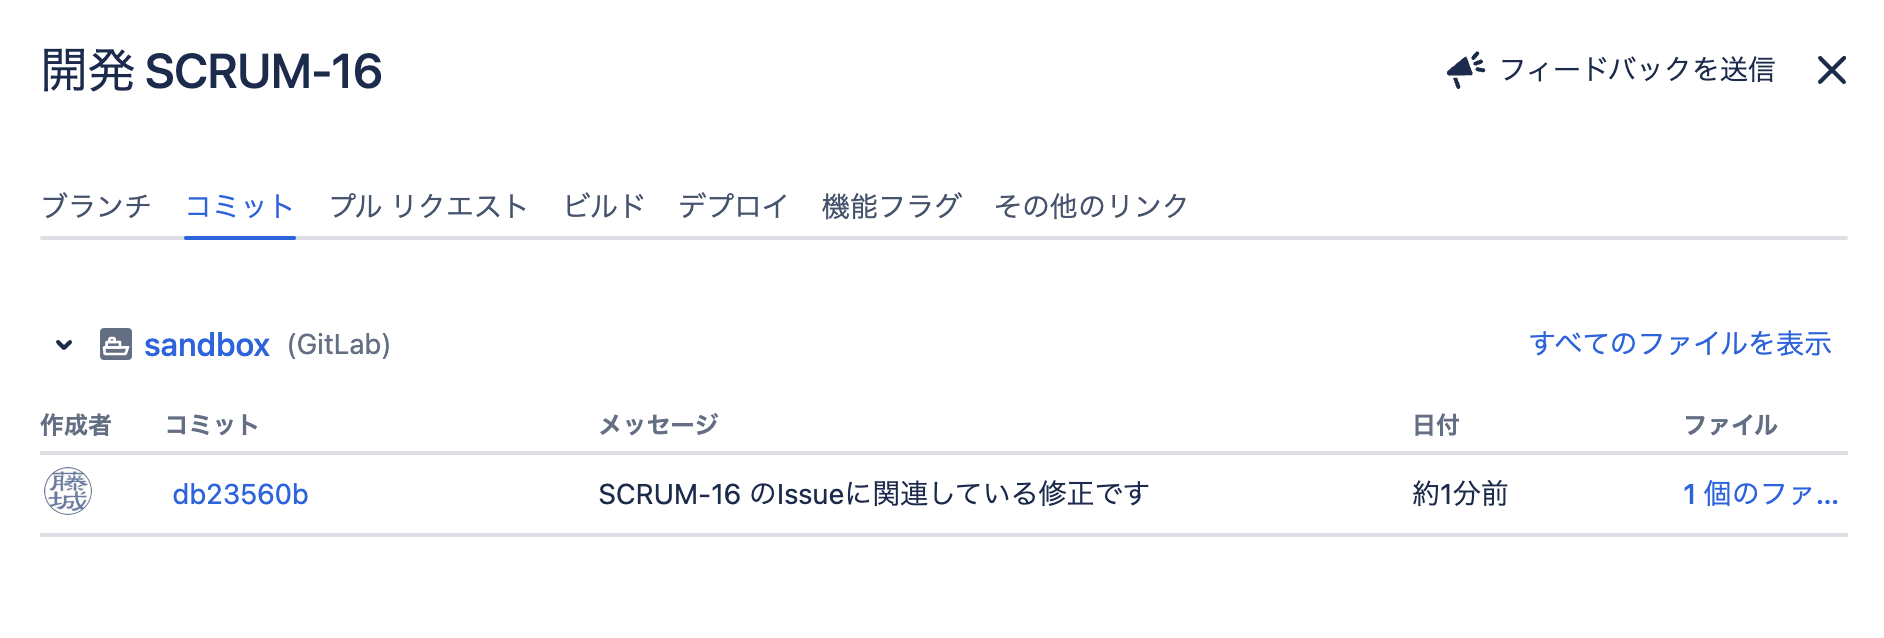 開発 SCRUM-16
フィードバックを送信
ブランチ コミット プル リクエスト ビルド デプロイ 機能フラグ その他のリンク
sandbox (GitLab)
すべてのファイルを表示
作成者 コミット メッセージ 日付 ファイル
藤城 db23560b SCRUM-16 のIssueに関連している修正です 約1分前 1 個のファ...